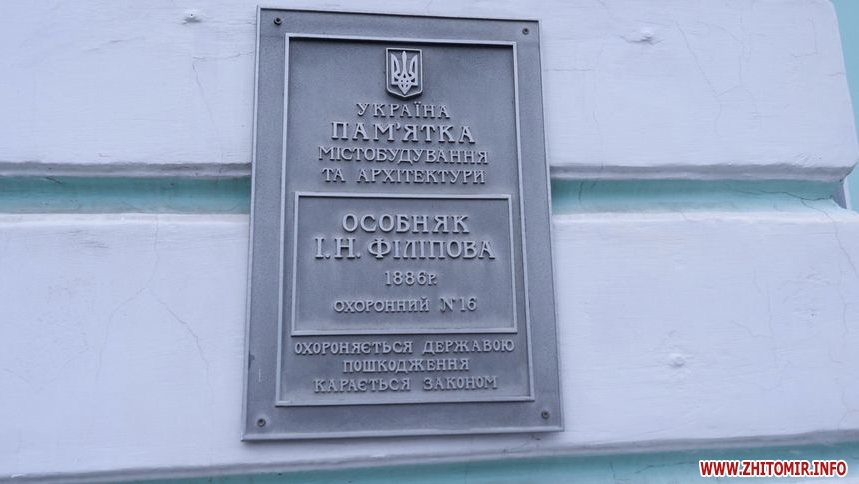 УКРАЇНА
ПАМ'ЯТКА
МІСТОБУДУВАННЯ
ТА АРХІТЕКТУРИ
ОСОБНЯК
І.Н. ФІЛІПОВА
1886р.
ОХОРОННИЙ №16
ОХОРОНЯЄТЬСЯ ДЕРЖАВОЮ
ПОШКОДЖЕННЯ
КАРАЄТЬСЯ ЗАКОНОМ
WWW.ZHITOMIR.INFO